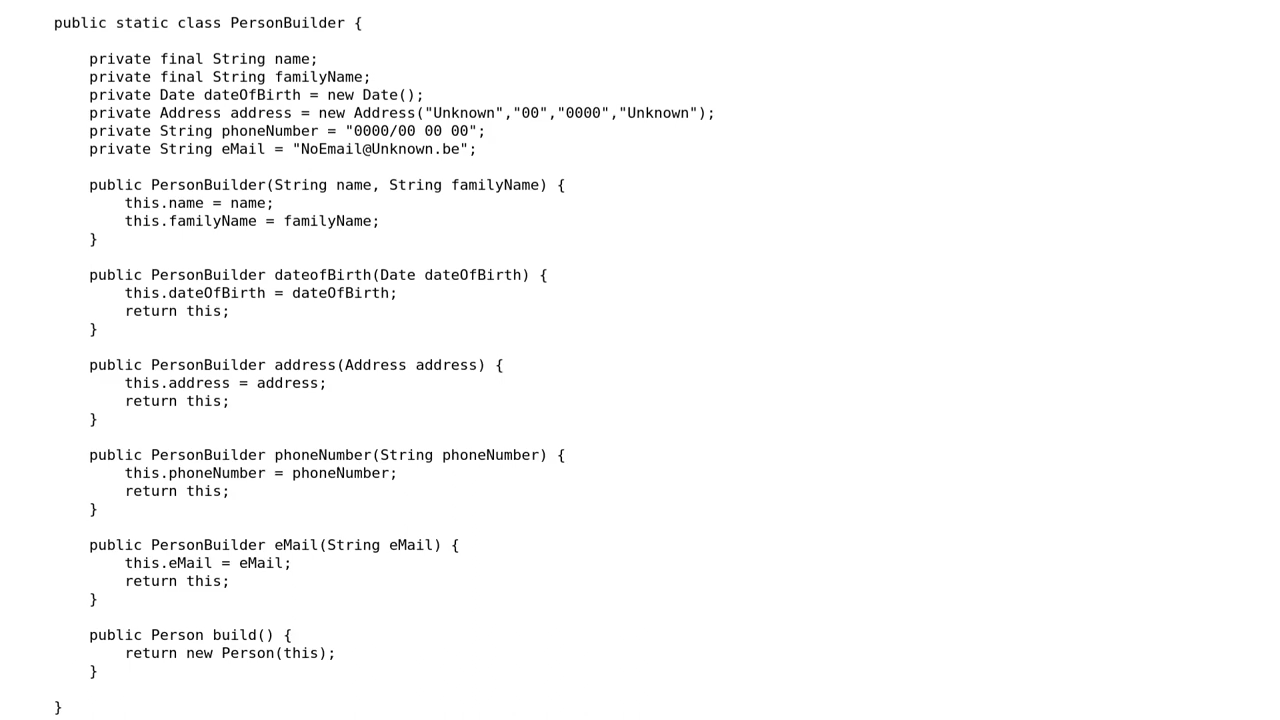 public static class PersonBuilder {
private final String name;
private final String familyName;
private Date dateOfBirth = new Date();
private Address address = new Address("Unknown","00","0000","Unknown");
private String phoneNumber = "0000/00 00 00";
private String eMail = "NoEmail@Unknown.be";
public PersonBuilder(String name, String familyName) {
this.name = name;
this.familyName = familyName;
}
public PersonBuilder dateofBirth(Date dateOfBirth) {
this.dateOfBirth = dateOfBirth;
return this;
}
public PersonBuilder address(Address address) {
this.address = address;
return this;
}
public PersonBuilder phoneNumber(String phoneNumber) {
this.phoneNumber = phoneNumber;
return this;
}
public PersonBuilder eMail(String eMail) {
this.eMail = eMail;
return this;
}
public Person build() {
return new Person(this);
}
}